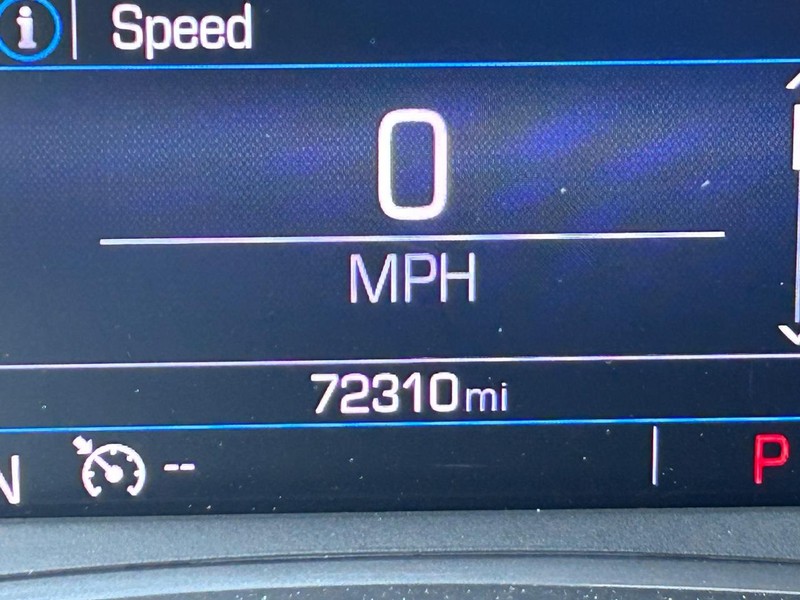 i Speed
0
MPH
72310mi
N -- P